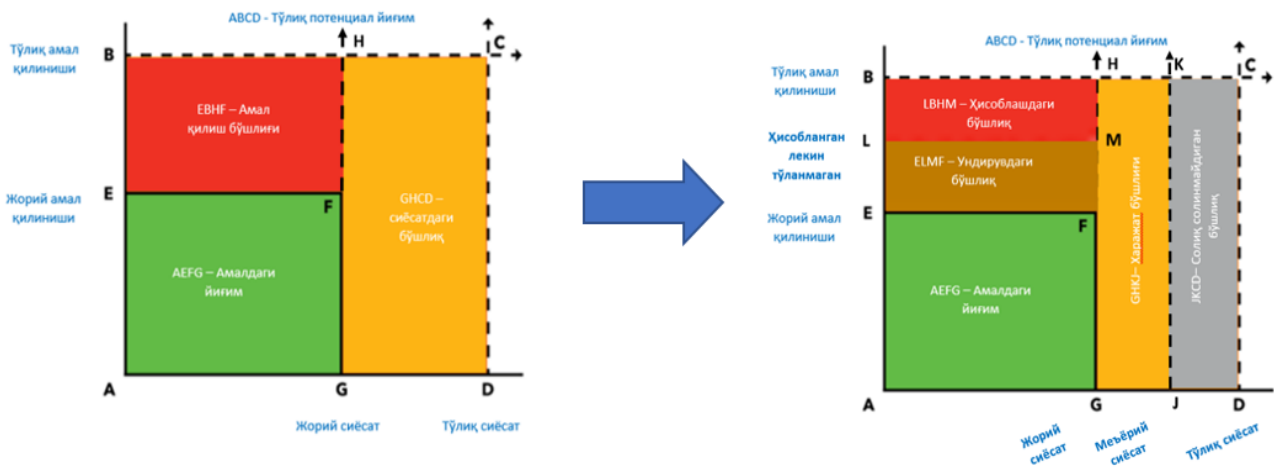 ABCD - Тўлиқ потенциал йиғим
H
B
C
Тўлиқ амал
қилиниши
EBHF – Амал
қилиш бўшлиғи
E
Жорий амал
қилиниши
F
GHCD –
сиёсатдаги
бўшлиқ
AEFG – Амалдаги
йиғим
A
G
D
Жорий сиёсат
Тўлиқ сиёсат
ABCD - Тўлиқ потенциал йиғим
H
K
C
B
Тўлиқ амал
қилиниши
LBHM – Ҳисоблашдаги
бўшлиқ
L
M
Ҳисобланган
лекин
тўланмаган
ELMF – Ундирувдаги
бўшлиқ
E
Жорий амал
қилиниши
F
GHKJ– Харажат бўшлиғи
JKCD– Солиқ солинмайдиган
бўшлиқ
AEFG – Амалдаги
йиғим
A
G
J
D
Жорий
сиёсат
Меъёрий
сиёсат
Тўлиқ сиёсат